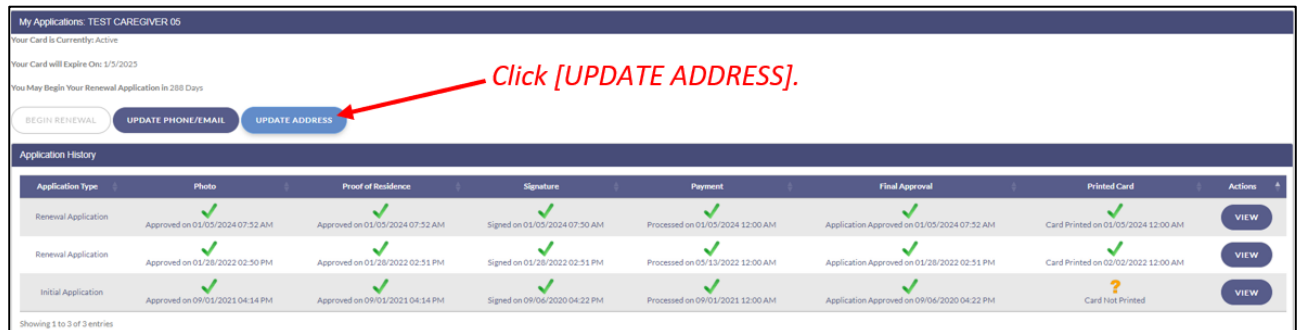 My Applications: TEST CAREGIVER 05
Your Card is Currently: Active
Your Card will Expire On: 1/5/2025
Click [UPDATE ADDRESS].
You May Begin Your Renewal Application in 288 Days
BEGIN RENEWAL UPDATE PHONE/EMAIL UPDATE ADDRESS
Application History
Application Type Photo Proof of Residence Signature Payment Final Approval Printed Card Actions
Renewal Application Approved on 01/05/2024 07:52 AM Approved on 01/05/2024 07:52 AM Signed on 01/05/2024 07:50 AM Processed on 01/05/2024 12:00 AM Application Approved on 01/05/2024 07:52 AM Card Printed on 01/05/2024 12:00 AM VIEW
Renewal Application Approved on 01/28/2022 02:50 PM Approved on 01/28/2022 02:51 PM Signed on 01/28/2022 02:51 PM Processed on 05/13/2022 12:00 AM Application Approved on 01/28/2022 02:51 PM Card Printed on 02/02/2022 12:00 AM VIEW
Initial Application Approved on 09/01/2021 04:14 PM Approved on 09/01/2021 04:14 PM Signed on 09/06/2020 04:22 PM Processed on 09/01/2021 12:00 AM Application Approved on 09/06/2020 04:22 PM ? Card Not Printed VIEW
Showing 1 to 3 of 3 entries